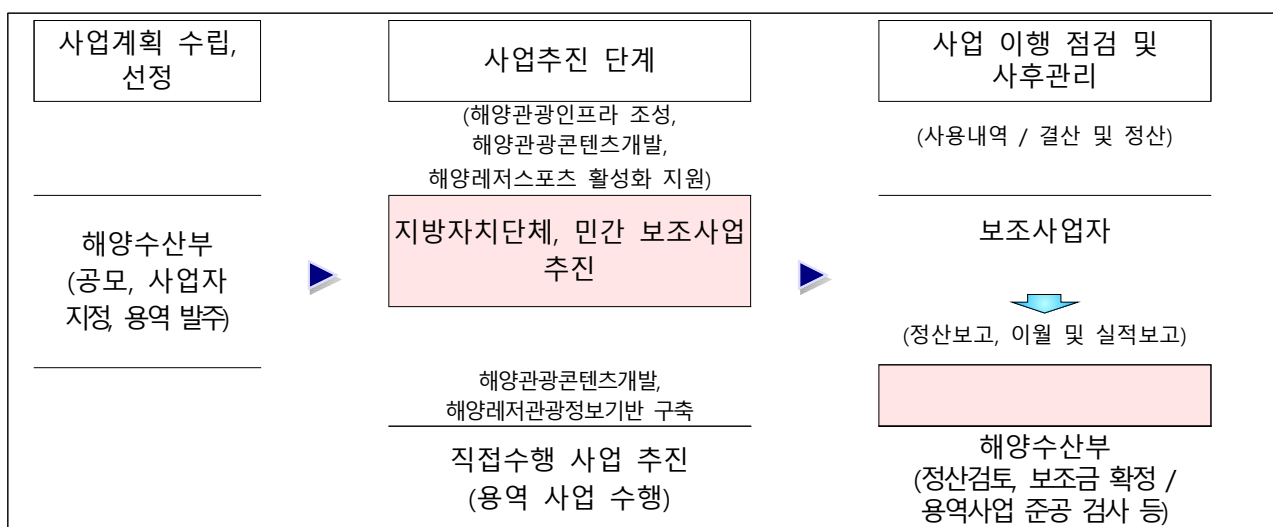 사업계획 수립,
선정
사업추진 단계
(해양관광인프라 조성,
해양관광콘텐츠개발,
해양레저스포츠 활성화 지원)
사업 이행 점검 및
사후관리
(사용내역 / 결산 및 정산)
해양수산부
(공모, 사업자
지정, 용역 발주)
지방자치단체, 민간 보조사업
추진
보조사업자
(정산보고, 이월 및 실적보고)
해양관광콘텐츠개발,
해양레저관광정보기반 구축
직접수행 사업 추진
(용역 사업 수행)
해양수산부
(정산검토, 보조금 확정 /
용역사업 준공 검사 등)